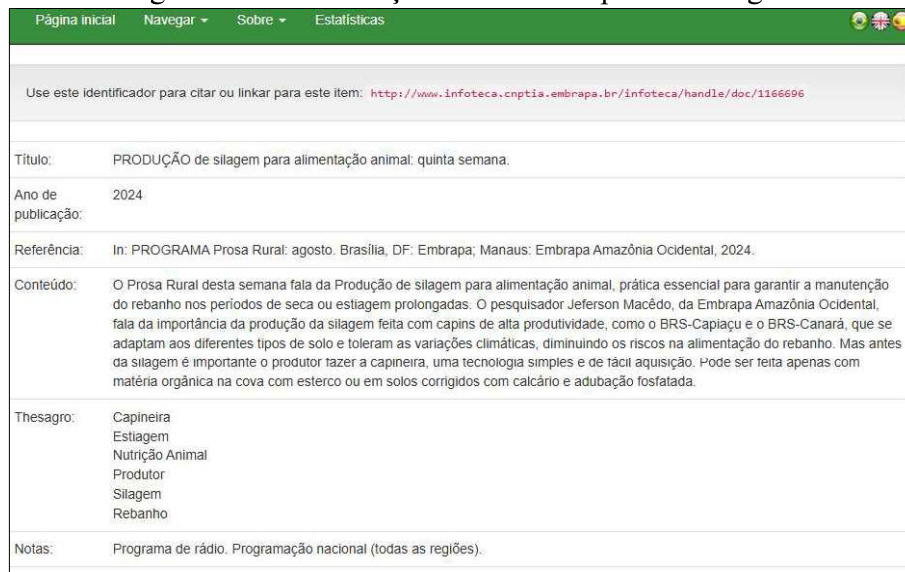 Página inicial Navegar Sobre Estatísticas
Use este identificador para citar ou linkar para este item: http://www.infoteca.cnptia.embrapa.br/infoteca/handle/doc/1166696
Título: PRODUÇÃO de silagem para alimentação animal: quinta semana.
Ano de publicação: 2024
Referência: In: PROGRAMA Prosa Rural: agosto. Brasília, DF: Embrapa; Manaus: Embrapa Amazônia Ocidental, 2024.
Conteúdo: O Prosa Rural desta semana fala da Produção de silagem para alimentação animal, prática essencial para garantir a manutenção
do rebanho nos períodos de seca ou estiagem prolongadas. O pesquisador Jeferson Macêdo, da Embrapa Amazônia Ocidental,
fala da importância da produção da silagem feita com capins de alta produtividade, como o BRS-Capiaçu e o BRS-Canará, que se
adaptam aos diferentes tipos de solo e toleram as variações climáticas, diminuindo os riscos na alimentação do rebanho. Mas antes
da silagem é importante o produtor fazer a capineira, uma tecnologia simples e de fácil aquisição. Pode ser feita apenas com
matéria orgânica na cova com esterco ou em solos corrigidos com calcário e adubação fosfatada.
Thesagro: Capineira
Estiagem
Nutrição Animal
Produtor
Silagem
Rebanho
Notas: Programa de rádio. Programação nacional (todas as regiões).